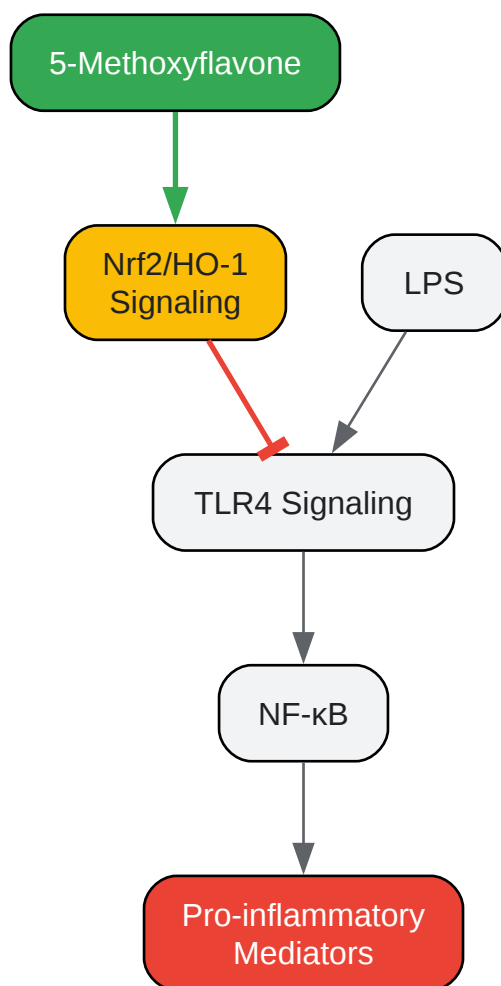 5-Methoxyflavone
Nrf2/HO-1
Signaling
LPS
TLR4 Signaling
NF-κB
Pro-inflammatory
Mediators